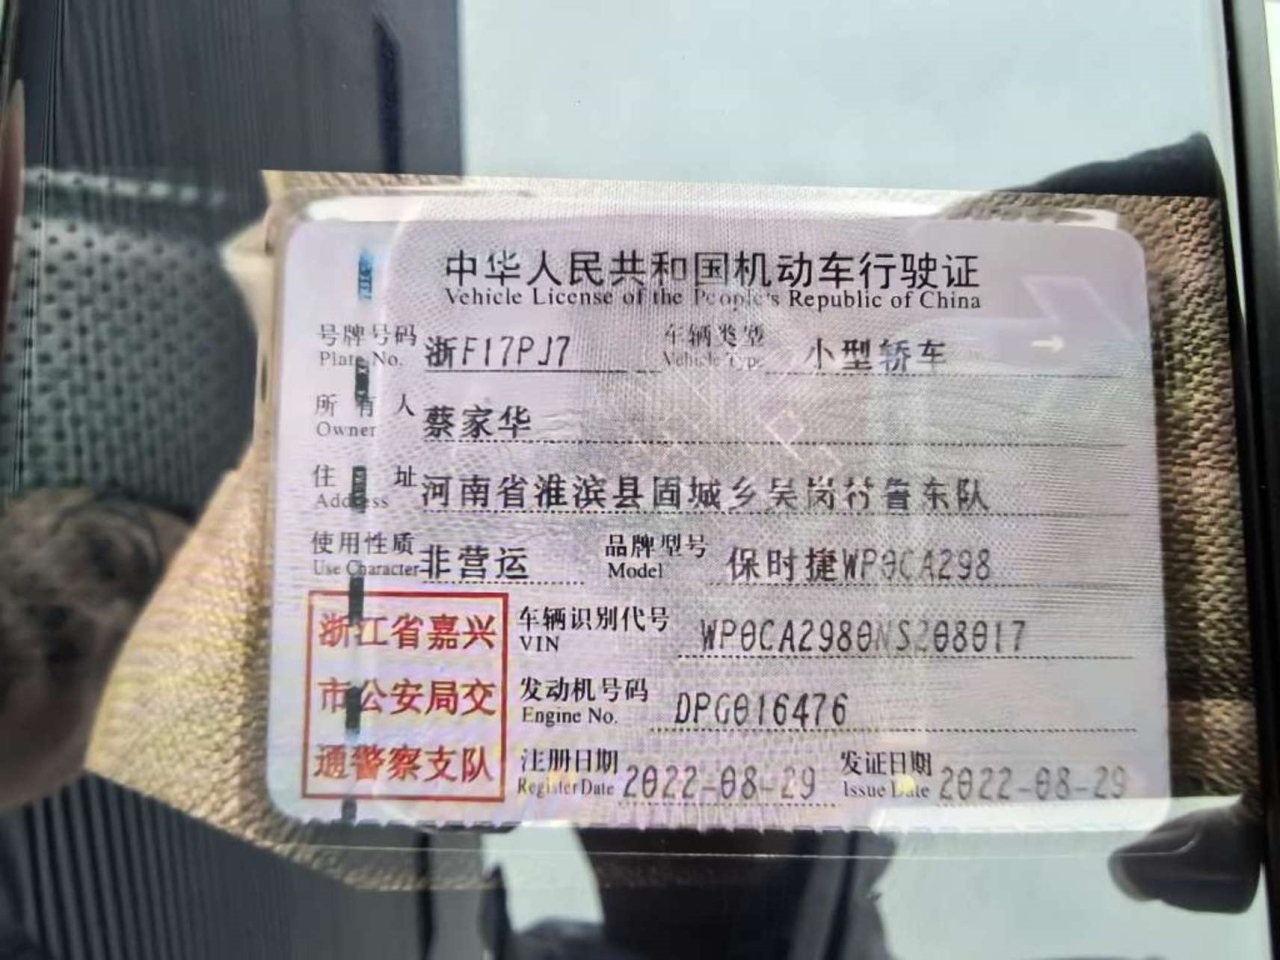 中华人民共和国机动车行驶证
Vehicle License of the People's Republic of China
号牌号码 浙F17PJ7 车辆类型 小型轿车
Plate No. Vehicle Type
所有人 蔡家华
Owner
住址 河南省淮滨县固城乡吴岗村鲁东队
Address
使用性质 非营运 品牌型号 保时捷WP0CA298
Use Character Model
浙江省嘉兴 车辆识别代号 WP0CA2980NS208017
VIN
市公安局交 发动机号码 DPG016476
Engine No.
通警察支队 注册日期 2022-08-29 发证日期 2022-08-29
Register Date Issue Date